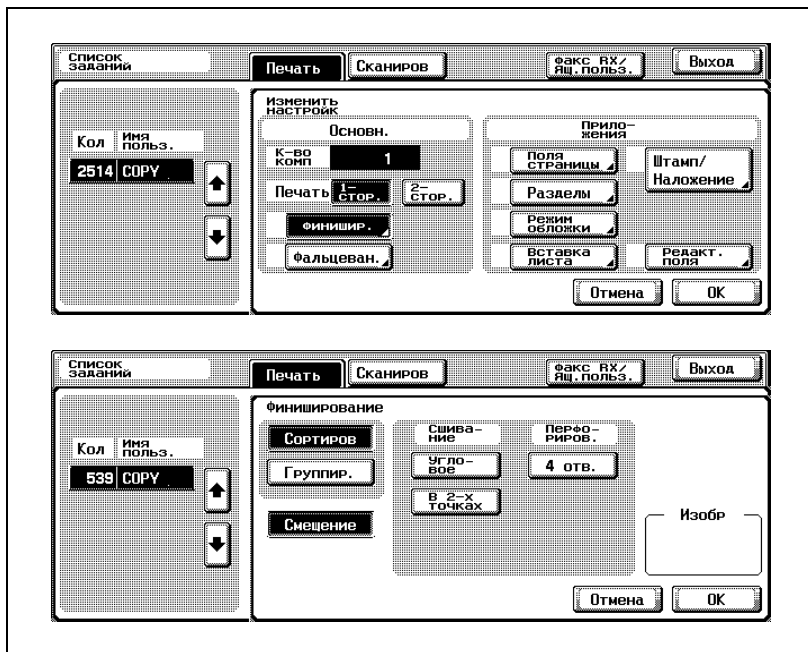 Список
заданий
Печать
Сканиров
Факс RX/
Ящ.польз.
Выход
Кол
Имя
польз.
2514 COPY
Изменить
настройк
Основн.
К-во
комп
1
Печать
1-
стор.
2-
стор.
Финишир.
Фальцеван.
Прило-
жения
Поля
страницы
Разделы
Режим
обложки
Вставка
листа
Штамп/
Наложение
Редакт.
поля
Отмена
OK
Список
заданий
Печать
Сканиров
Факс RX/
Ящ.польз.
Выход
Кол
Имя
польз.
539 COPY
Финиширование
Сортиров
Группир.
Смещение
Сшива-
ние
Угло-
вое
В 2-х
точках
Перфо-
риров.
4 отв.
Изобр
Отмена
OK